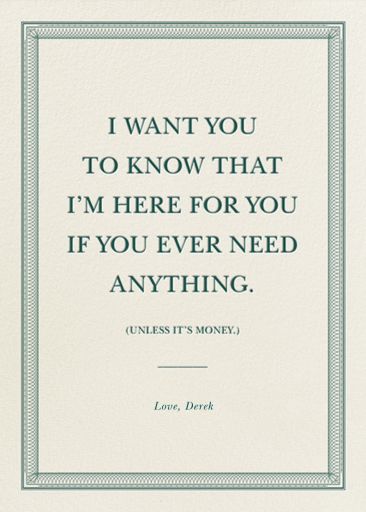 I WANT YOU
TO KNOW THAT
I'M HERE FOR YOU
IF YOU EVER NEED
ANYTHING.
(UNLESS IT'S MONEY.)
Love, Derek